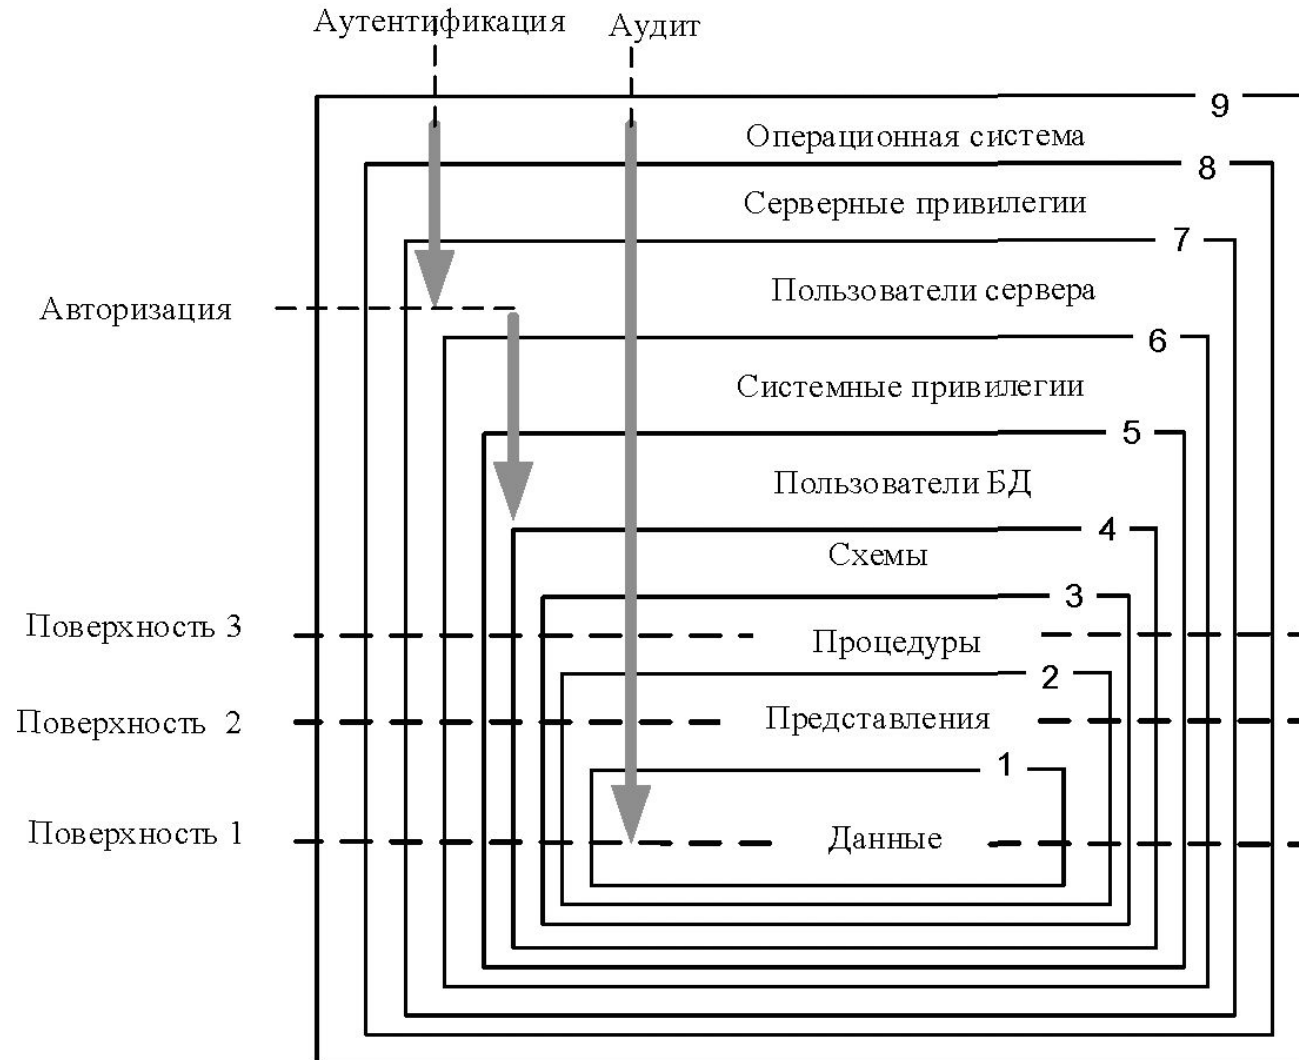 Аутентификация
Аудит
9
Операционная система
8
Серверные привилегии
7
Пользователи сервера
Авторизация
6
Системные привилегии
5
Пользователи БД
4
Схемы
3
Поверхность 3
Процедуры
2
Поверхность 2
Представления
1
Поверхность 1
Данные